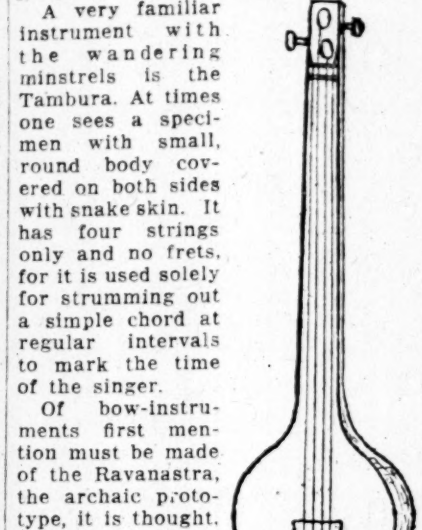 A very familiar
instrument with
the wandering
minstrels is the
Tambura. At times
one sees a speci-
men with small,
round body cov-
ered on both sides
with snake skin. It
has four strings
only and no frets,
for it is used solely
for strumming out
a simple chord at
regular intervals
to mark the time
of the singer.
Of bow-instru-
ments first men-
tion must be made
of the Ravanastra,
the archaic proto-
type, it is thought,